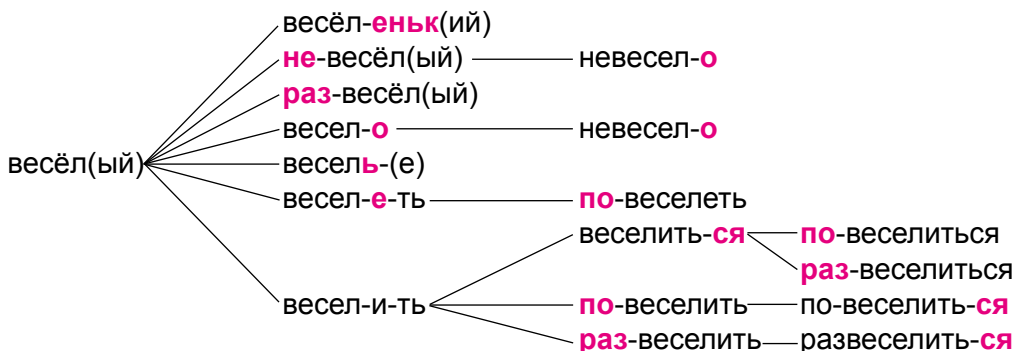 весёл-еньк(ий)
не-весёл(ый) невесел-о
раз-весёл(ый)
весел-о невесел-о
весёл(ый) весель-(е)
весел-е-ть по-веселеть
веселить-ся по-веселиться
раз-веселиться
весел-и-ть по-веселить по-веселить-ся
раз-веселить развеселить-ся